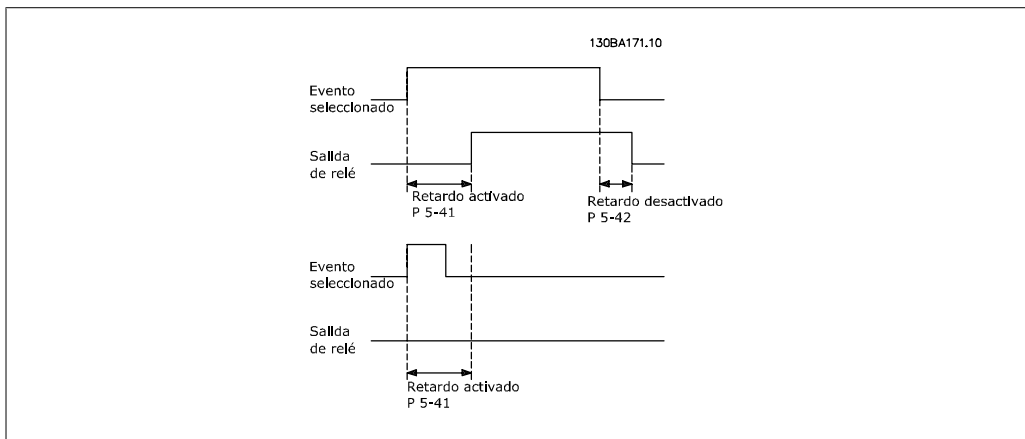 130BA171.10
Evento
seleccionado
Salida
de relé
Retardo activado
P 5-41
Retardo desactivado
P 5-42
Evento
seleccionado
Salida
de relé
Retardo activado
P 5-41